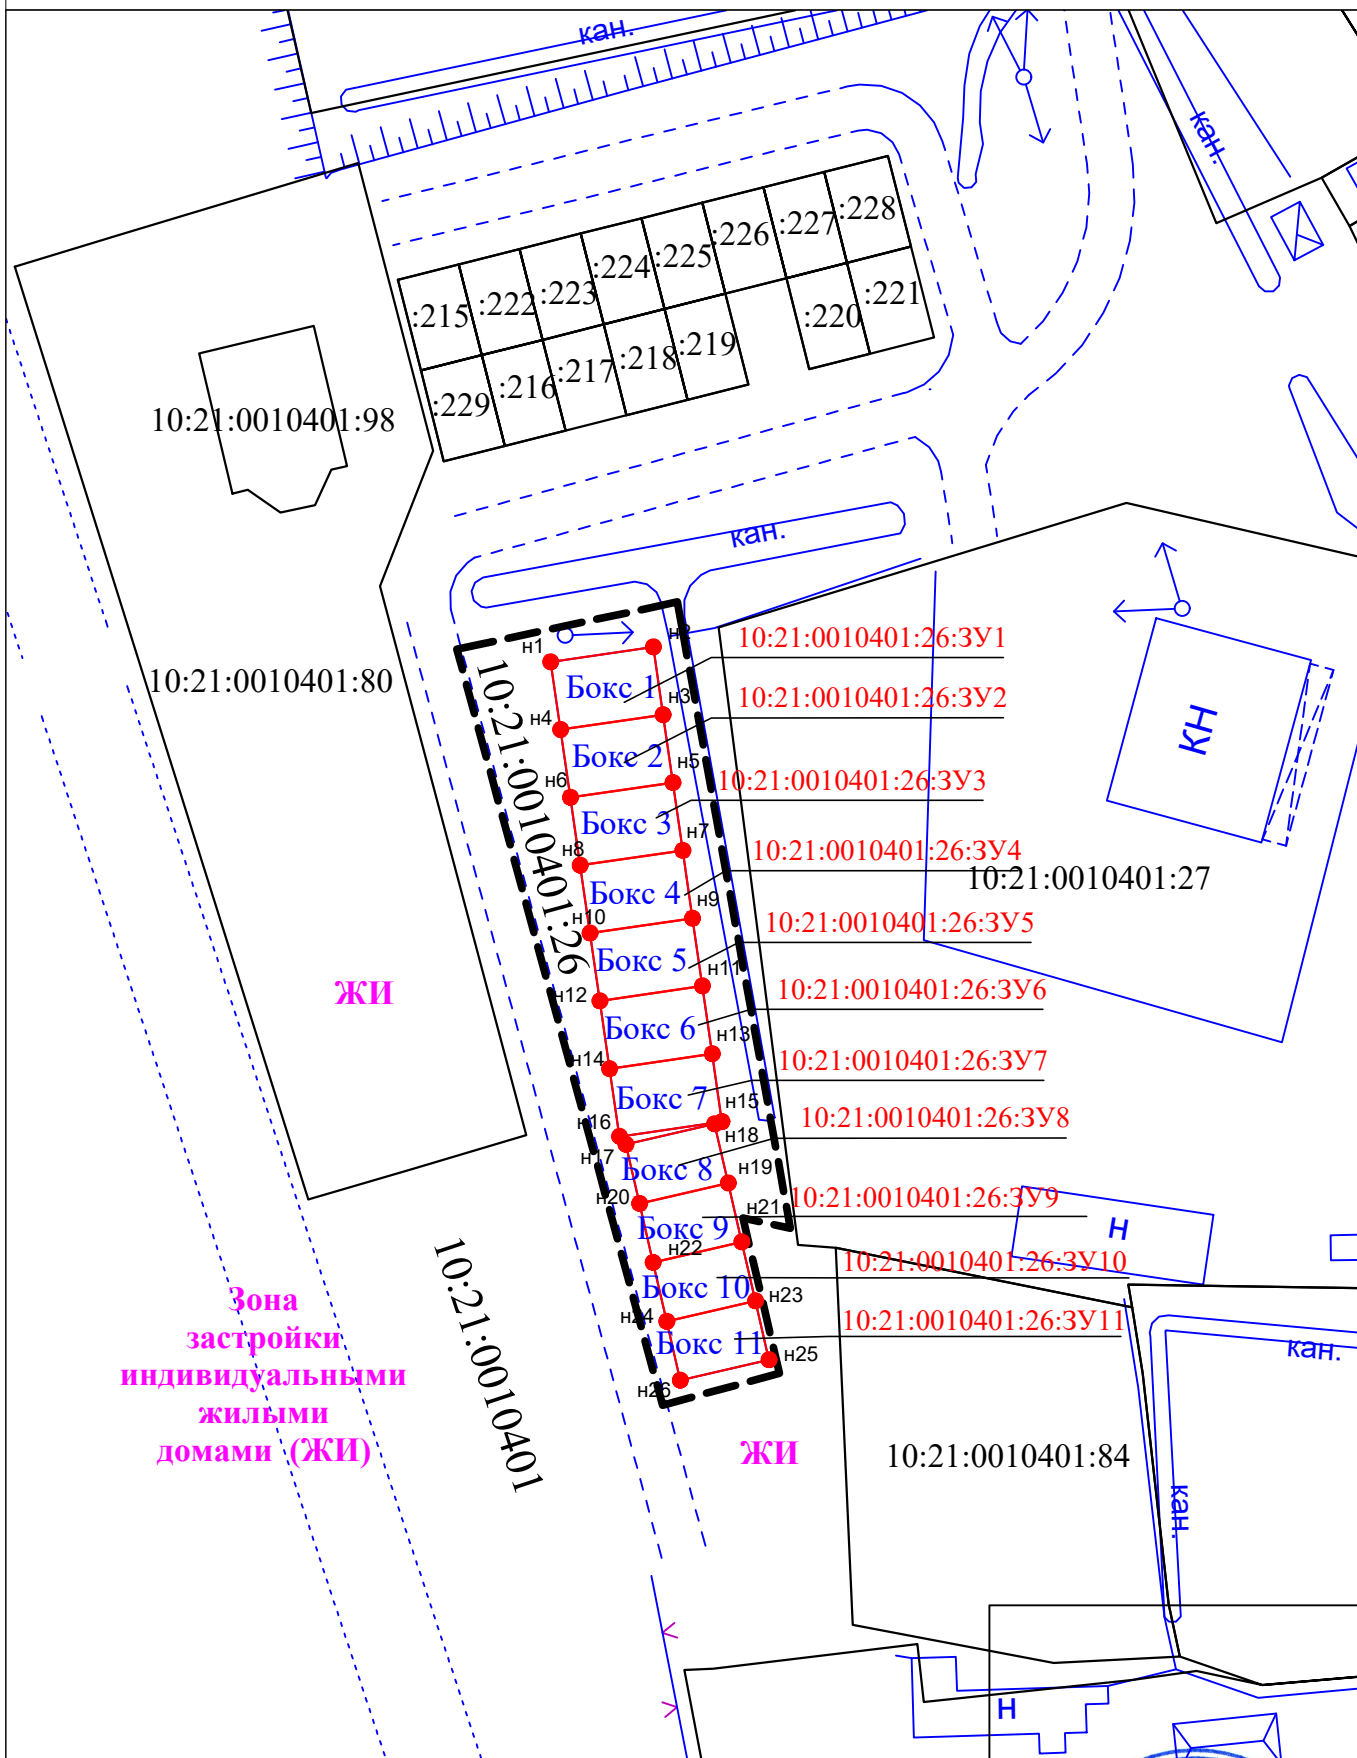 кан.
кан.
:228
:227
:226
:225
:224
:223
:222
:215
:221
:220
:219
:218
:217
:216
:229
10:21:0010401:98
кан.
10:21:0010401:80
н1
н2
Бокс 1
10:21:0010401:26:ЗУ1
н4
н3
Бокс 2
10:21:0010401:26:ЗУ2
н6
н5
Бокс 3
10:21:0010401:26:ЗУ3
н8
н7
Бокс 4
10:21:0010401:26:ЗУ4
10:21:0010401:26
КН
10:21:0010401:27
н10
н9
Бокс 5
10:21:0010401:26:ЗУ5
н12
н11
Бокс 6
10:21:0010401:26:ЗУ6
ЖИ
н14
н13
Бокс 7
10:21:0010401:26:ЗУ7
н16
н15
н17
н18
Бокс 8
10:21:0010401:26:ЗУ8
н20
н19
Бокс 9
10:21:0010401:26:ЗУ9
н22
н21
Н
Бокс 10
10:21:0010401:26:ЗУ10
н24
н23
Бокс 11
10:21:0010401:26:ЗУ11
н26
н25
кан.
Зона
застройки
индивидуальными
жилыми
домами (ЖИ)
10:21:0010401
ЖИ
10:21:0010401:84
кан.
Н